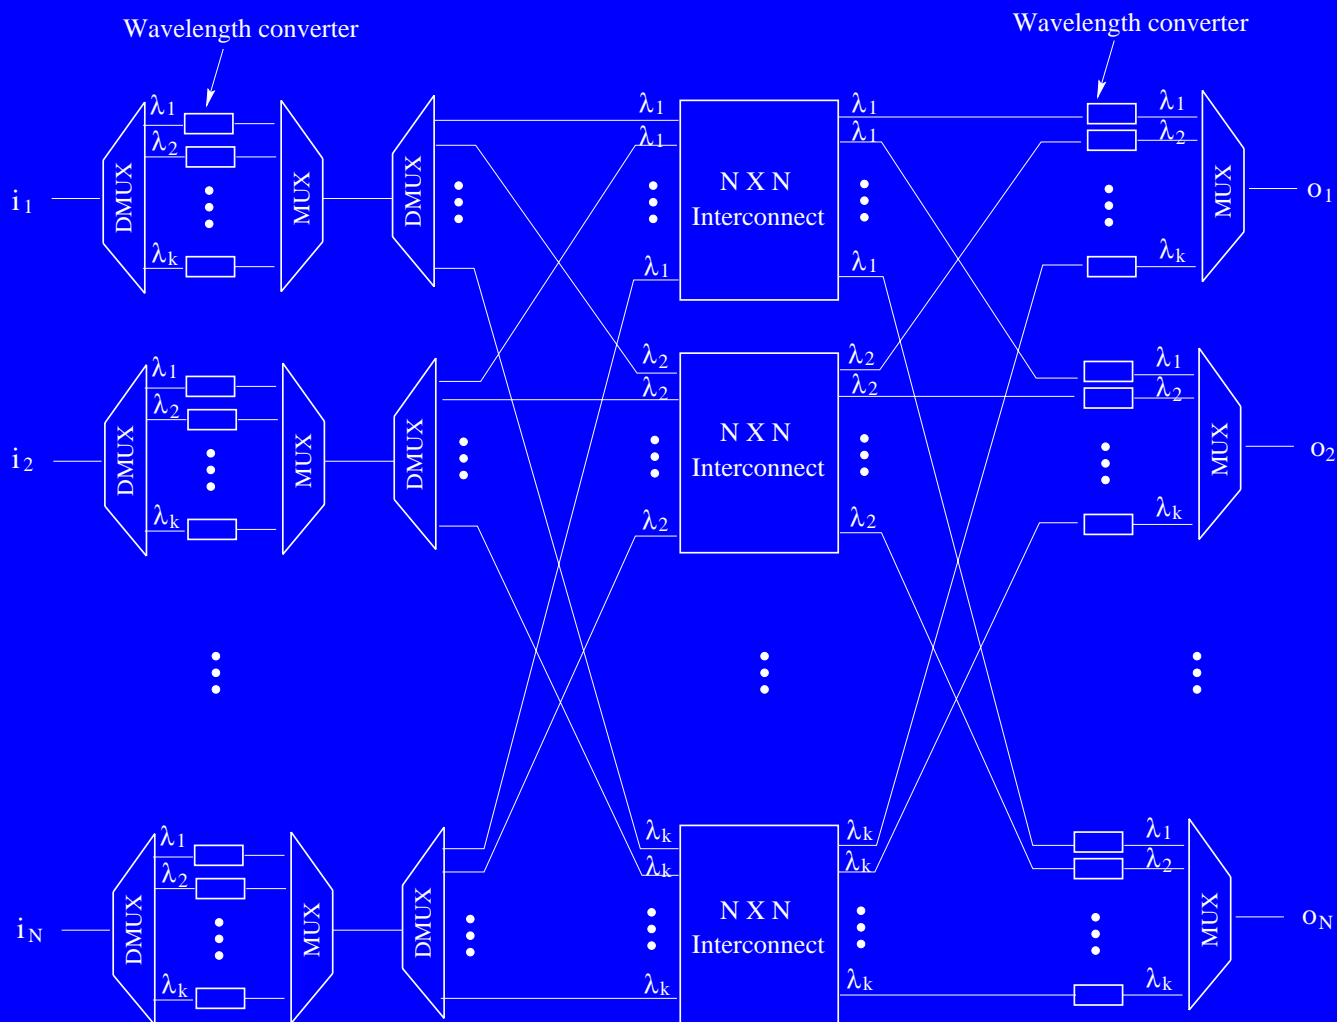 Wavelength converter
Wavelength converter
i1
DMUX
λ1
λ2
λk
MUX
DMUX
λ1
λ1
λ1
N X N
Interconnect
λ1
λ1
λ1
λ1
λ2
λk
MUX
o1
i2
DMUX
λ1
λ2
λk
MUX
DMUX
λ2
λ2
λ2
N X N
Interconnect
λ2
λ2
λ2
λ1
λ2
λk
MUX
o2
iN
DMUX
λ1
λ2
λk
MUX
DMUX
λk
λk
λk
N X N
Interconnect
λk
λk
λk
λ1
λ2
λk
MUX
oN